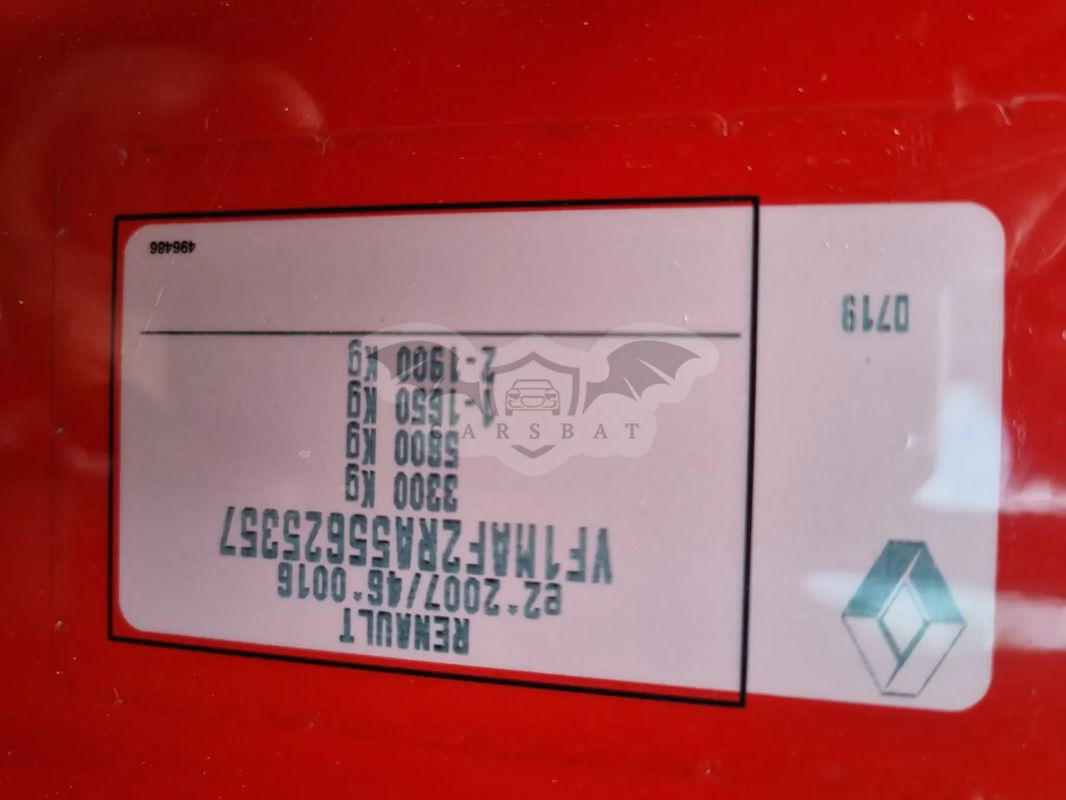 RENAULT
e2*2007/46*0016
VF1MAF2RA55625357
3300 Kg
5800 Kg
1-1650 Kg
2-1900 Kg
496486
0719
CARSBAT